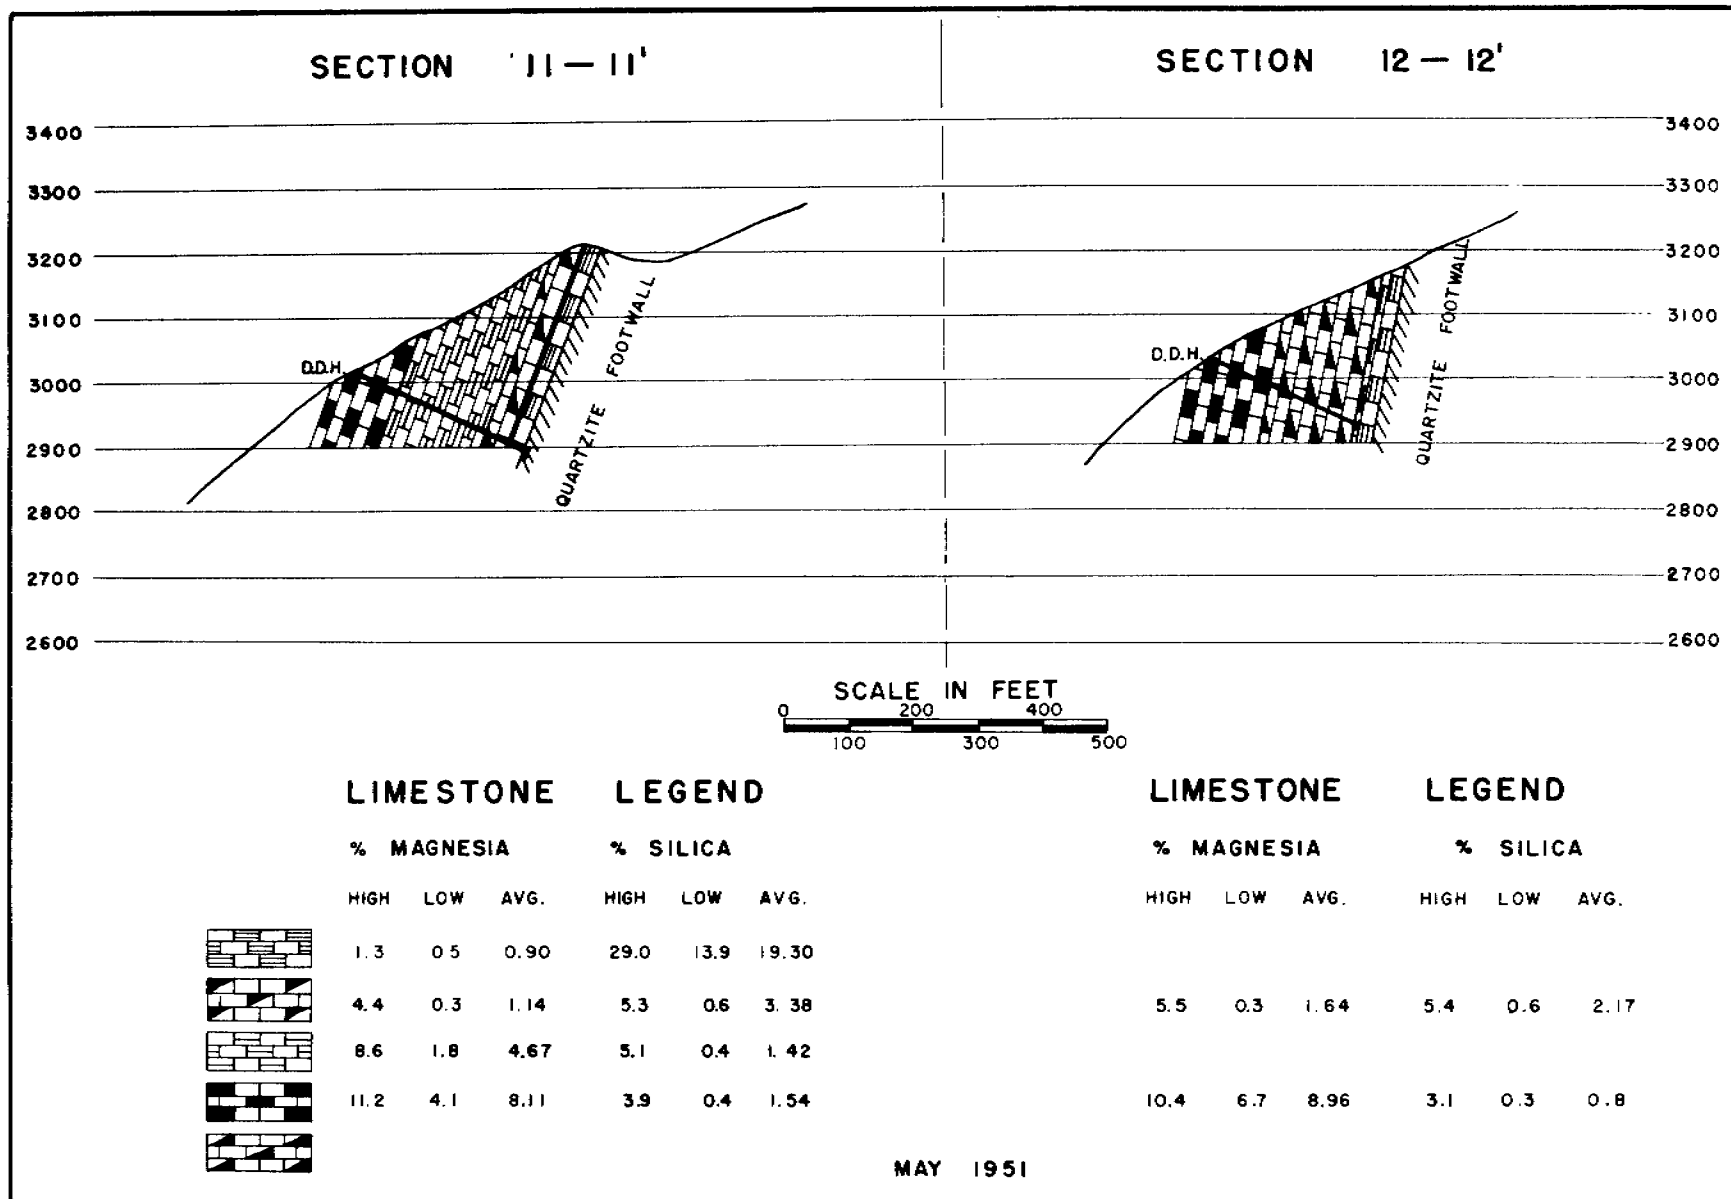 SECTION 11 — 11'
SECTION 12 — 12'
3400
3400
3300
3300
3200
3200
3100
3100
3000
3000
2900
2900
2800
2800
2700
2700
2600
2600
D.D.H.
QUARTZITE FOOTWALL
D.D.H.
QUARTZITE FOOTWALL
SCALE IN FEET
0 200 400
100 300 500
LIMESTONE LEGEND
% MAGNESIA % SILICA
HIGH LOW AVG. HIGH LOW AVG.
1.3 0.5 0.90 29.0 13.9 19.30
4.4 0.3 1.14 5.3 0.6 3.38
8.6 1.8 4.67 5.1 0.4 1.42
11.2 4.1 8.11 3.9 0.4 1.54
LIMESTONE LEGEND
% MAGNESIA % SILICA
HIGH LOW AVG. HIGH LOW AVG.
5.5 0.3 1.64 5.4 0.6 2.17
10.4 6.7 8.96 3.1 0.3 0.8
MAY 1951